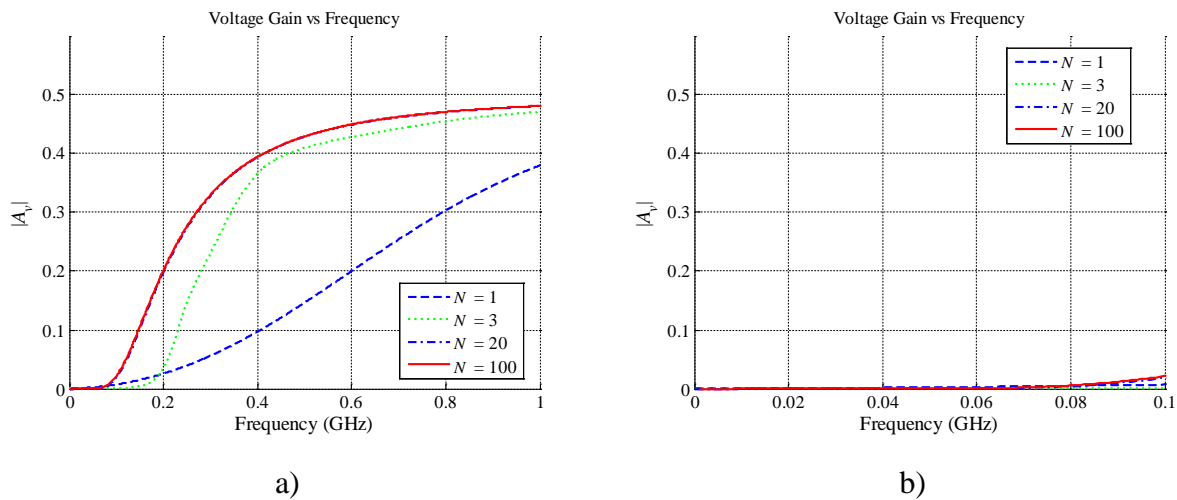 Voltage Gain vs Frequency
|Av|
0.5
0.4
0.3
0.2
0.1
0
N = 1
N = 3
N = 20
N = 100
0 0.2 0.4 0.6 0.8 1
Frequency (GHz)
a)
Voltage Gain vs Frequency
|Av|
0.5
0.4
0.3
0.2
0.1
0
N = 1
N = 3
N = 20
N = 100
0 0.02 0.04 0.06 0.08 0.1
Frequency (GHz)
b)